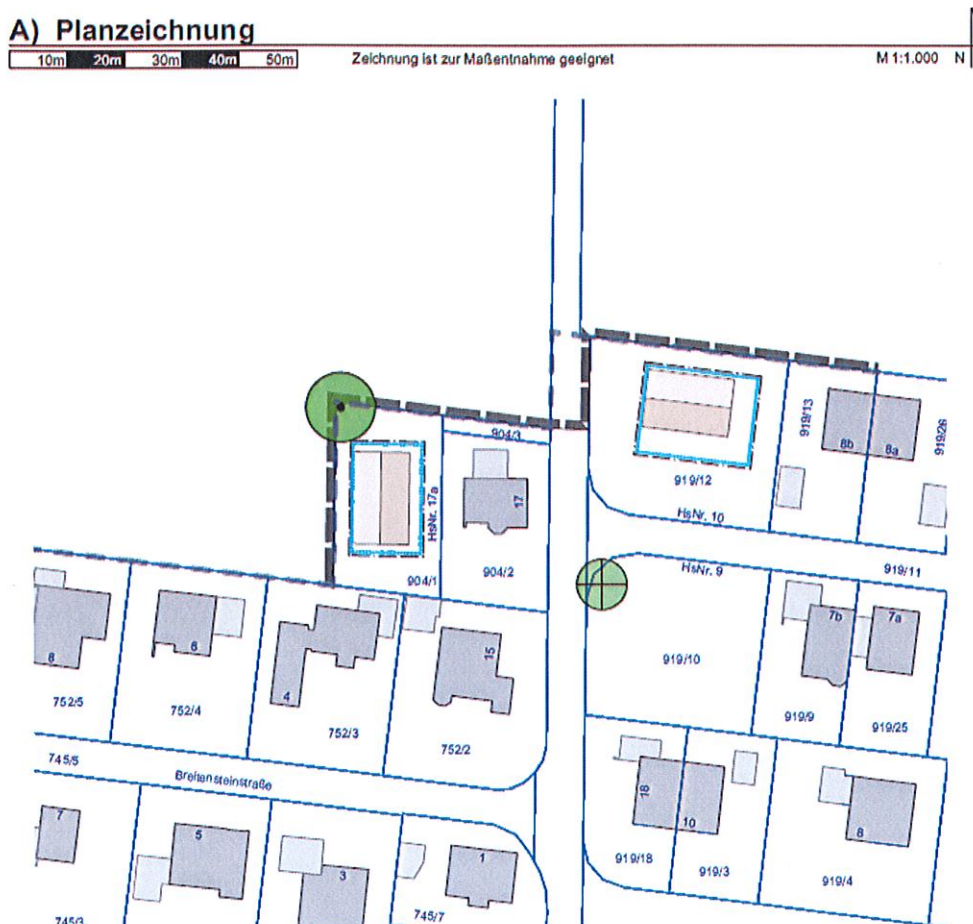 A) Planzeichnung
10m 20m 30m 40m 50m
Zeichnung ist zur Maßentnahme geeignet
M 1:1.000 N
904/3
919/13
8b
8a
919/26
17
HsNr. 17a
919/12
HsNr. 10
904/1
904/2
HsNr. 9
919/11
8
6
4
15
7b
7a
919/10
752/5
752/4
752/3
752/2
919/9
919/25
745/5
Breitensteinstraße
18
10
8
7
5
3
1
919/18
919/3
919/4
745/3
745/7